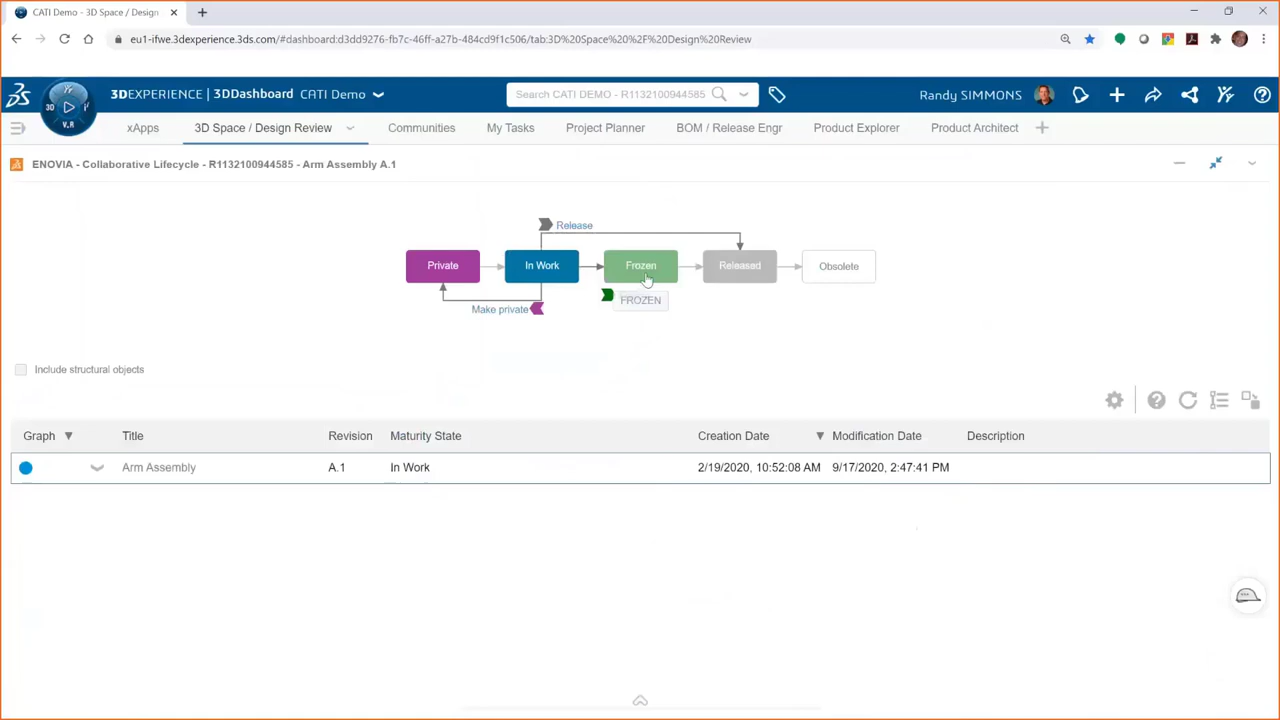 CATI Demo - 3D Space / Design
eu1-ifwe.3dexperience.3ds.com/#dashboard:d3dd9276-fb7c-46ff-a27b-484cd9f1c506/tab:3D%20Space%20%2F%20Design%20Review
3DEXPERIENCE | 3DDashboard CATI Demo
Search CATI DEMO - R1132100944585
Randy SIMMONS
3D
V.R
xApps
3D Space / Design Review
Communities
My Tasks
Project Planner
BOM / Release Engr
Product Explorer
Product Architect
ENOVIA - Collaborative Lifecycle - R1132100944585 - Arm Assembly A.1
Release
Private
In Work
Frozen
Released
Obsolete
FROZEN
Make private
Include structural objects
Graph Title Revision Maturity State Creation Date Modification Date Description
Arm Assembly A.1 In Work 2/19/2020, 10:52:08 AM 9/17/2020, 2:47:41 PM